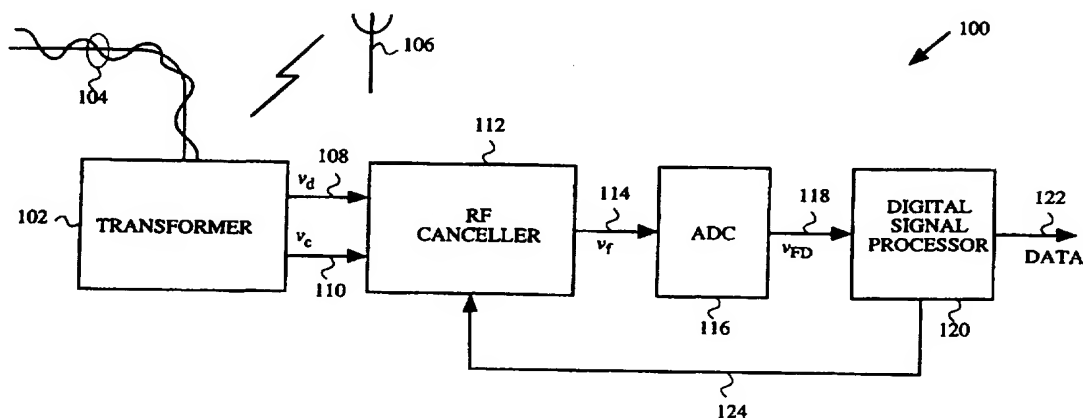 100
106
104
112
108
v_d
102
TRANSFORMER
v_c
110
RF
CANCELLER
114
v_f
ADC
116
118
v_FD
DIGITAL
SIGNAL
PROCESSOR
122
DATA
120
124